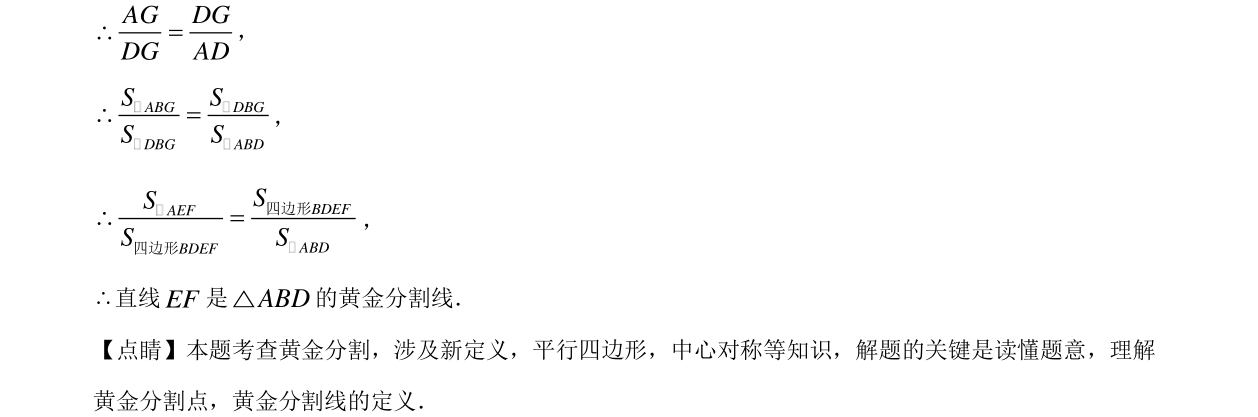 ∴ AG/DG = DG/AD，
∴ S▯ABG/S▯DBG = S▯DBG/S▯ABD，
∴ S▯AEF/S四边形BDEF = S四边形BDEF/S▯ABD，
∴直线 EF 是△ABD 的黄金分割线．
【点睛】本题考查黄金分割，涉及新定义，平行四边形，中心对称等知识，解题的关键是读懂题意，理解
黄金分割点，黄金分割线的定义．